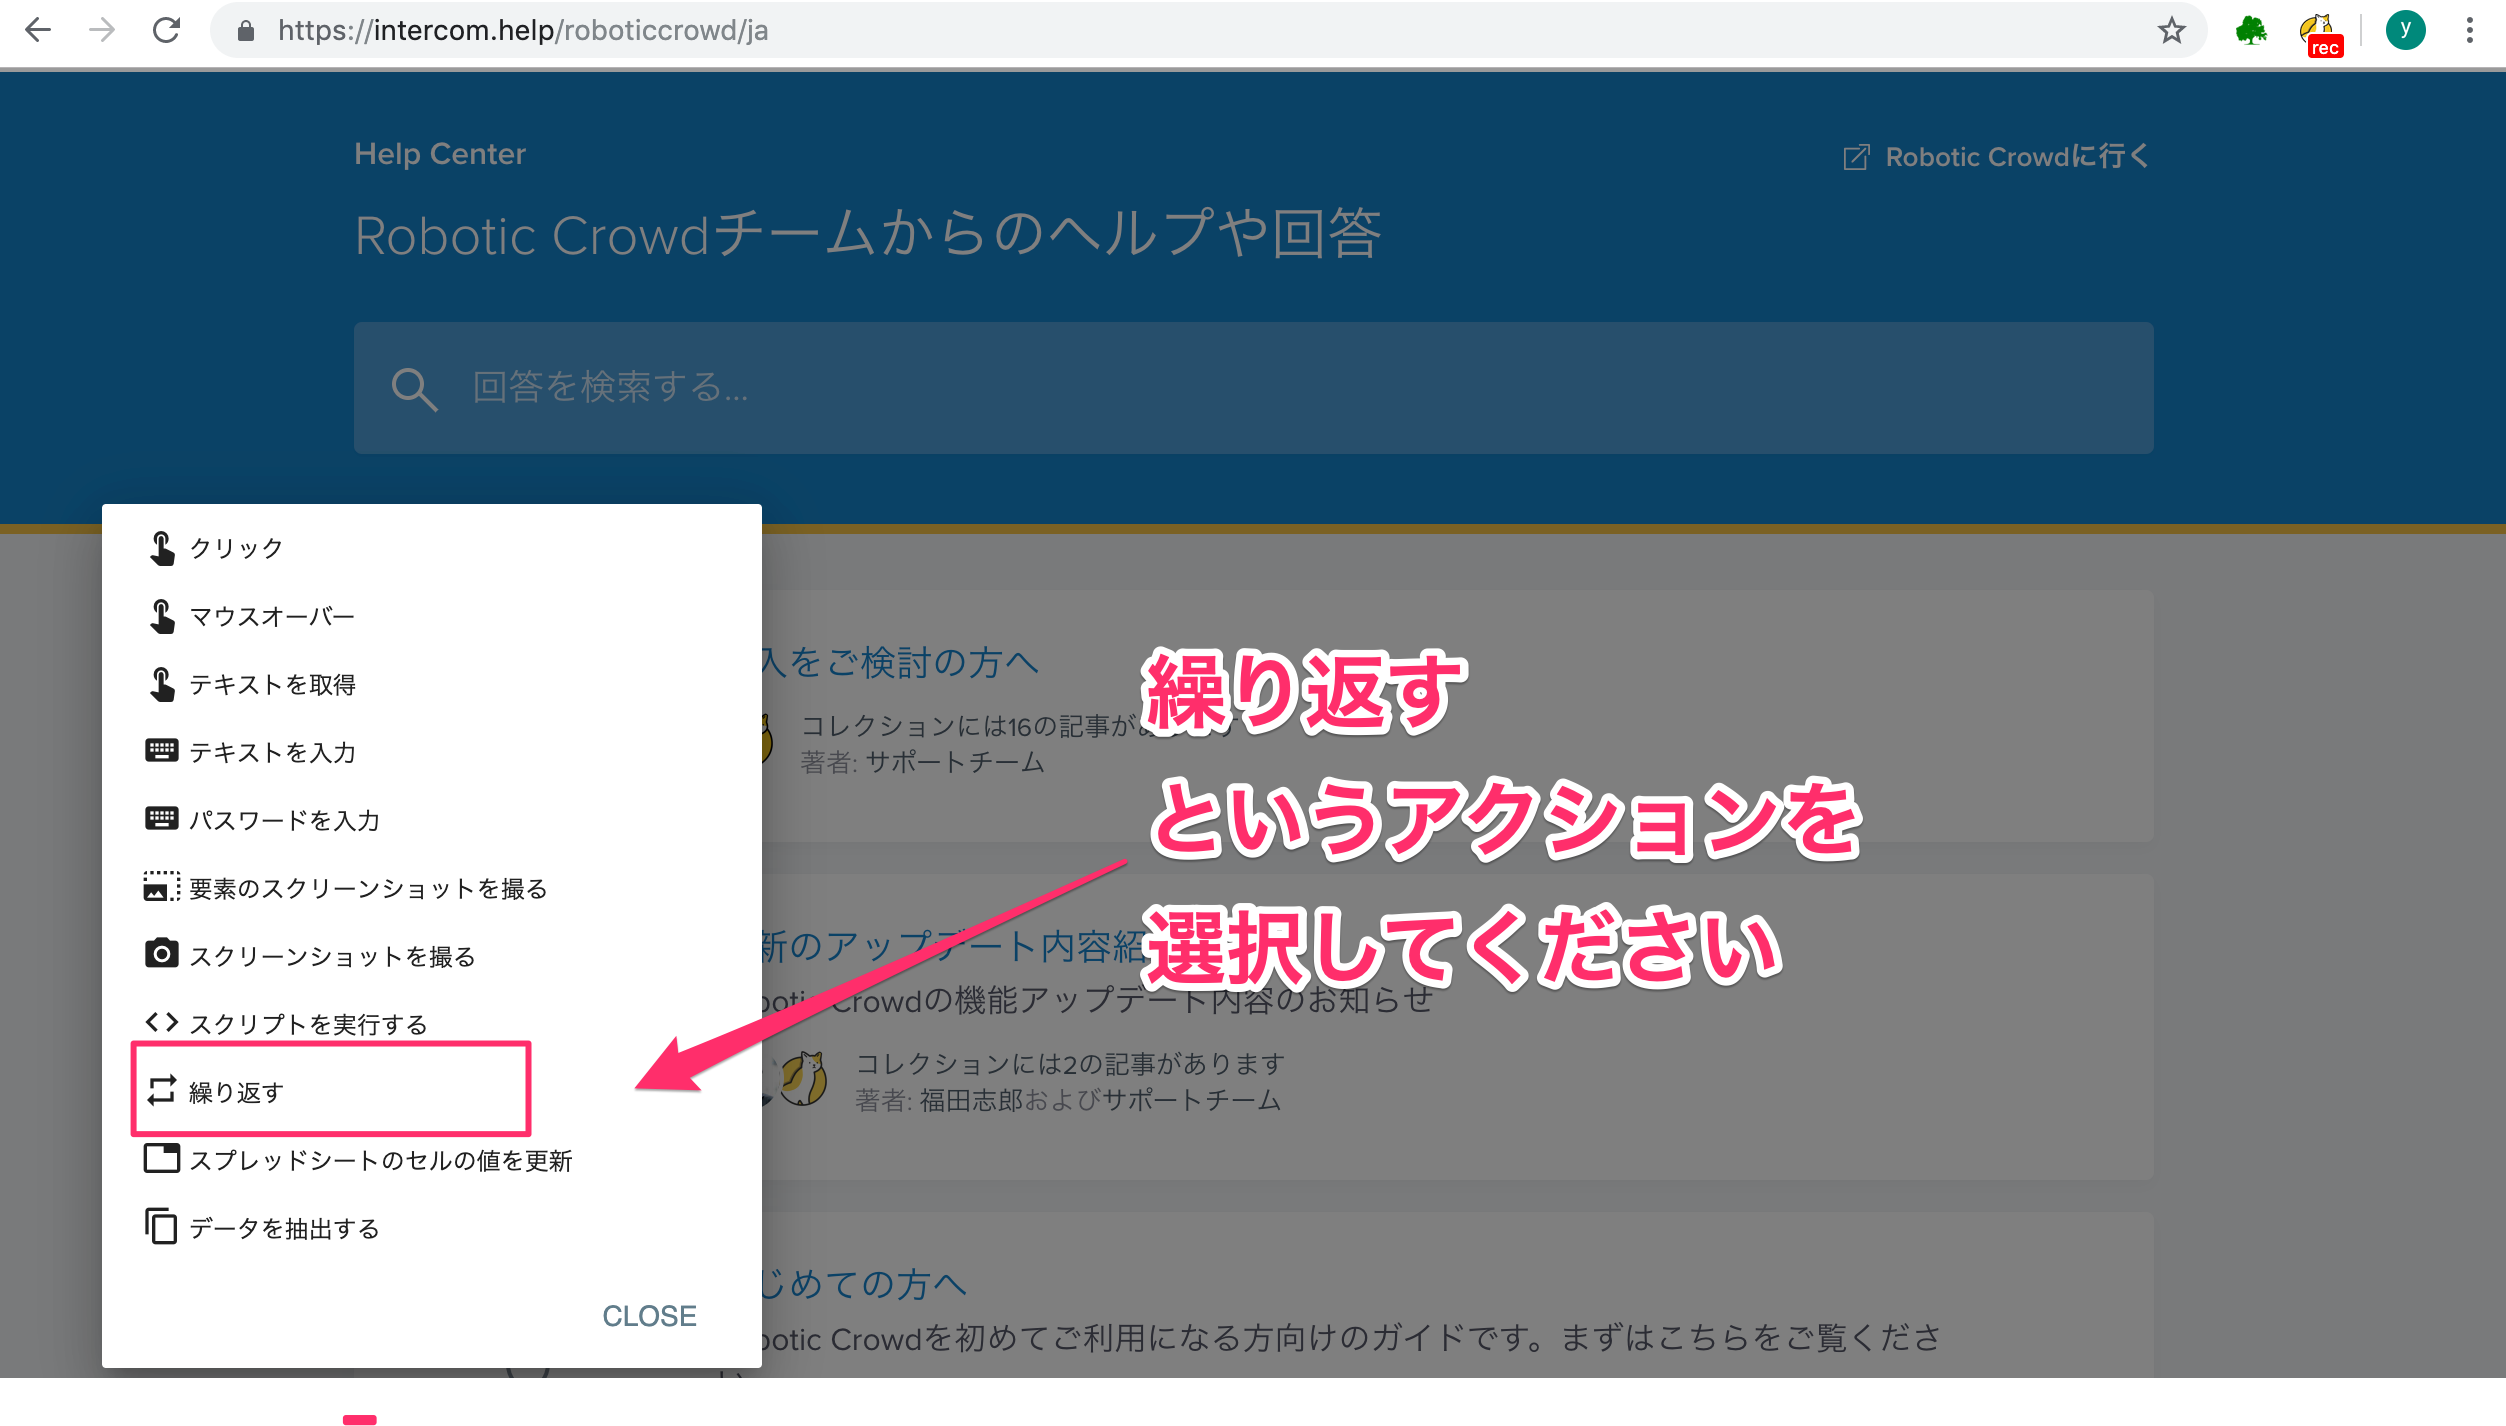 https://intercom.help/roboticcrowd/ja
rec
y
Help Center
Robotic Crowdに行く
Robotic Crowdチームからのヘルプや回答
回答を検索する...
クリック
マウスオーバー
テキストを取得
テキストを入力
パスワードを入力
要素のスクリーンショットを撮る
スクリーンショットを撮る
スクリプトを実行する
繰り返す
スプレッドシートのセルの値を更新
データを抽出する
CLOSE
入をご検討の方へ
コレクションには16の記事が
著者: サポートチーム
繰り返す
というアクションを
選択してください
新のアップデート内容紹
botic Crowdの機能アップデート内容のお知らせ
コレクションには2の記事があります
著者: 福田志郎およびサポートチーム
じめての方へ
botic Crowdを初めてご利用になる方向けのガイドです。まずはこちらをご覧くださ